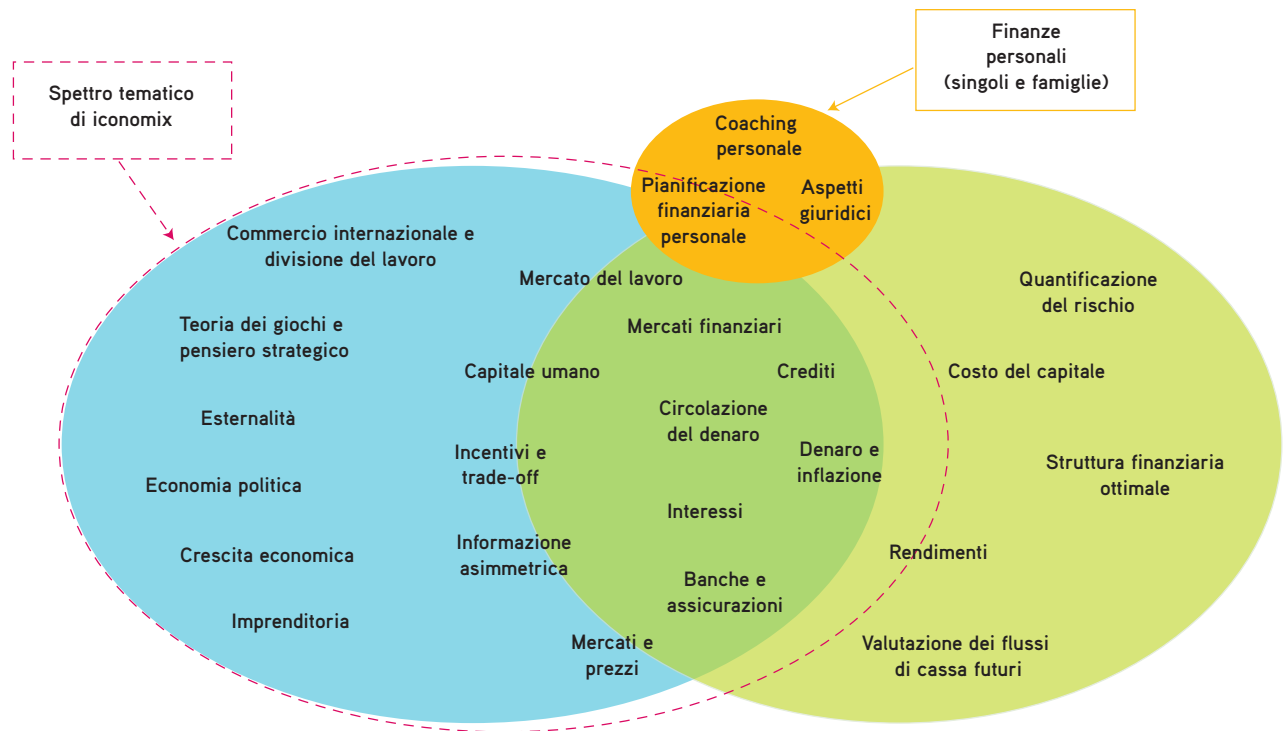 Finanze
personali
(singoli e famiglie)
Spettro tematico
di iconomix
Coaching
personale
Pianificazione
finanziaria
personale
Aspetti
giuridici
Commercio internazionale e
divisione del lavoro
Mercato del lavoro
Quantificazione
del rischio
Teoria dei giochi e
pensiero strategico
Mercati finanziari
Capitale umano
Crediti
Costo del capitale
Esternalità
Circolazione
del denaro
Incentivi e
trade-off
Denaro e
inflazione
Struttura finanziaria
ottimale
Economia politica
Interessi
Crescita economica
Informazione
asimmetrica
Rendimenti
Banche e
assicurazioni
Imprenditoria
Mercati e
prezzi
Valutazione dei flussi
di cassa futuri